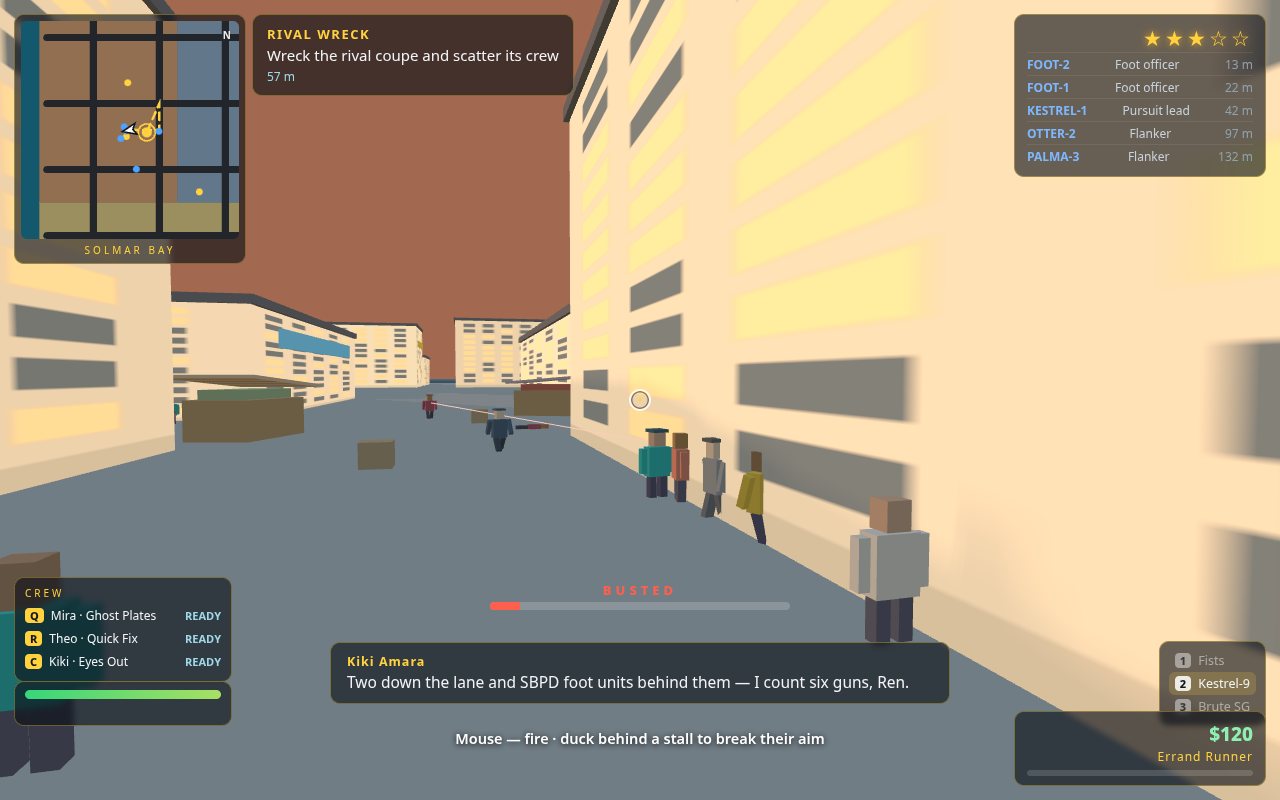 N
SOLMAR BAY
RIVAL WRECK
Wreck the rival coupe and scatter its crew
57 m
★★★☆☆
FOOT-2 Foot officer 13 m
FOOT-1 Foot officer 22 m
KESTREL-1 Pursuit lead 42 m
OTTER-2 Flanker 97 m
PALMA-3 Flanker 132 m
CREW
Q Mira · Ghost Plates READY
R Theo · Quick Fix READY
C Kiki · Eyes Out READY
BUSTED
Kiki Amara
Two down the lane and SBPD foot units behind them — I count six guns, Ren.
Mouse — fire · duck behind a stall to break their aim
1 Fists
2 Kestrel-9
3 Brute SG
$120
Errand Runner